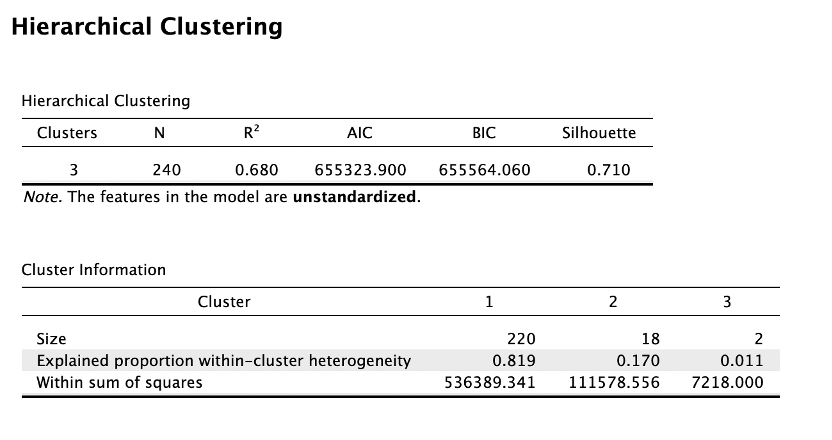 Hierarchical Clustering
Hierarchical Clustering
Clusters N R² AIC BIC Silhouette
3 240 0.680 655323.900 655564.060 0.710
Note. The features in the model are unstandardized.
Cluster Information
Cluster 1 2 3
Size 220 18 2
Explained proportion within-cluster heterogeneity 0.819 0.170 0.011
Within sum of squares 536389.341 111578.556 7218.000